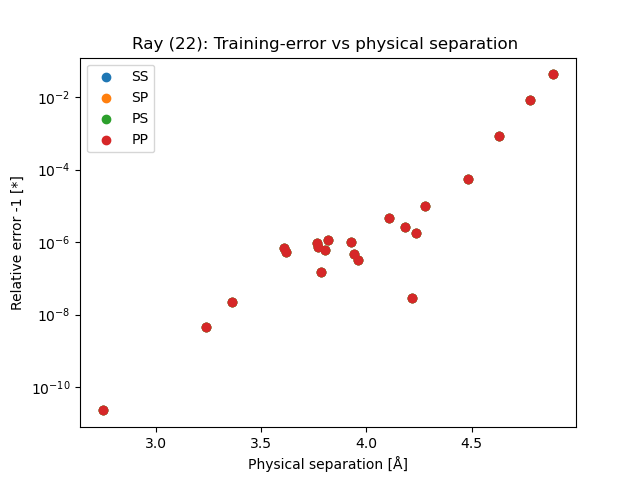 Ray (22): Training-error vs physical separation
SS
SP
PS
PP
10⁻²
10⁻⁴
10⁻⁶
10⁻⁸
10⁻¹⁰
Relative error -1 [*]
3.0 3.5 4.0 4.5
Physical separation [Å]